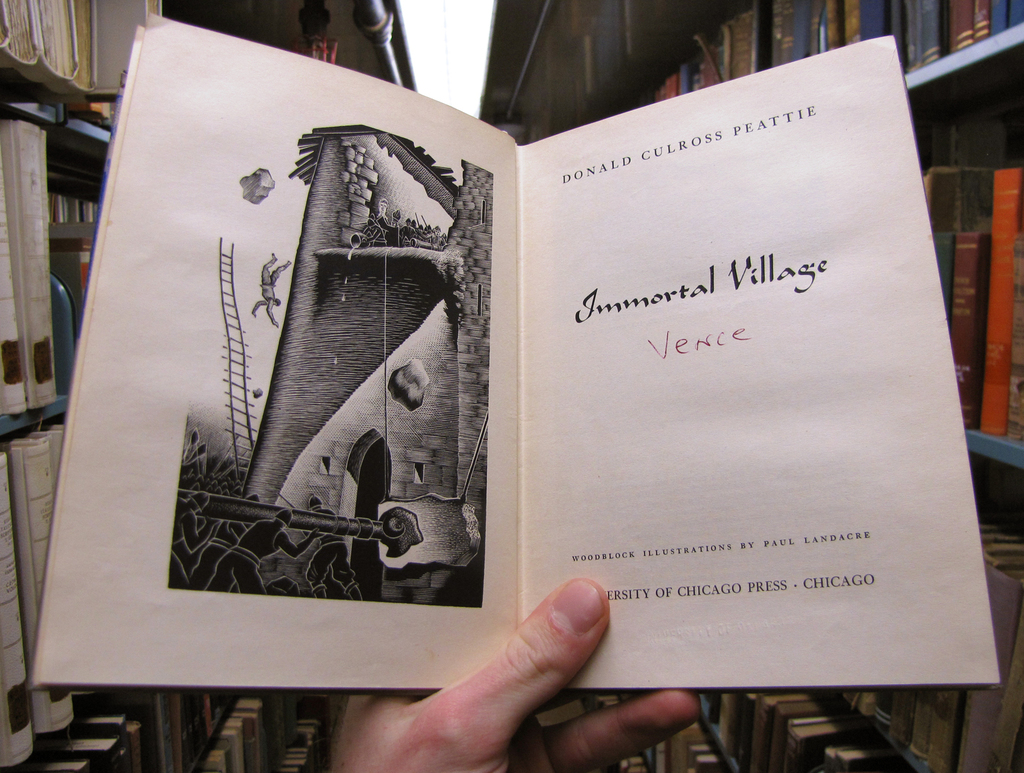 DONALD CULROSS PEATTIE
Immortal Village
Vence
WOODBLOCK ILLUSTRATIONS BY PAUL LANDACRE
ERSITY OF CHICAGO PRESS · CHICAGO